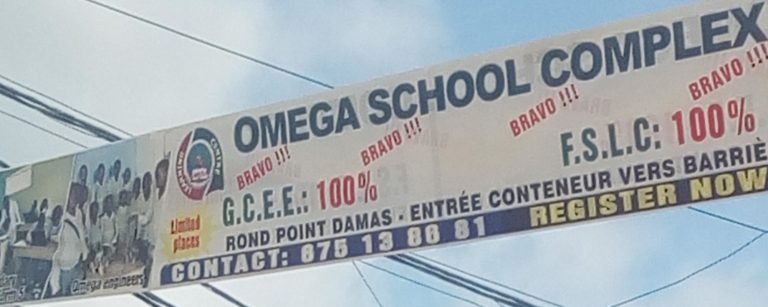 OMEGA SCHOOL COMPLEX
BRAVO !!! BRAVO !!! BRAVO !!! BRAVO !!!
G.C.E.E.: 100% F.S.L.C: 100%
Limited
places
ROND POINT DAMAS - ENTRÉE CONTENEUR VERS BARRIÈ
CONTACT: 675 13 86 81 REGISTER NOW
Omega engineers